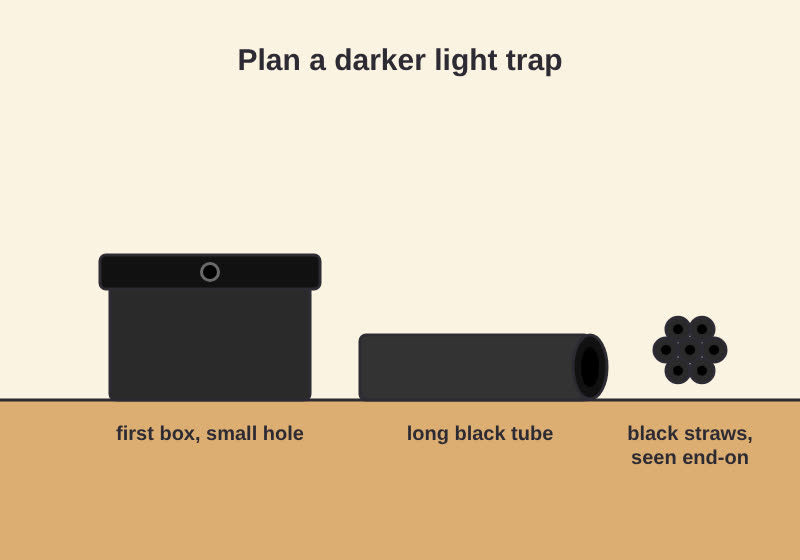 Plan a darker light trap
first box, small hole
long black tube
black straws,
seen end-on